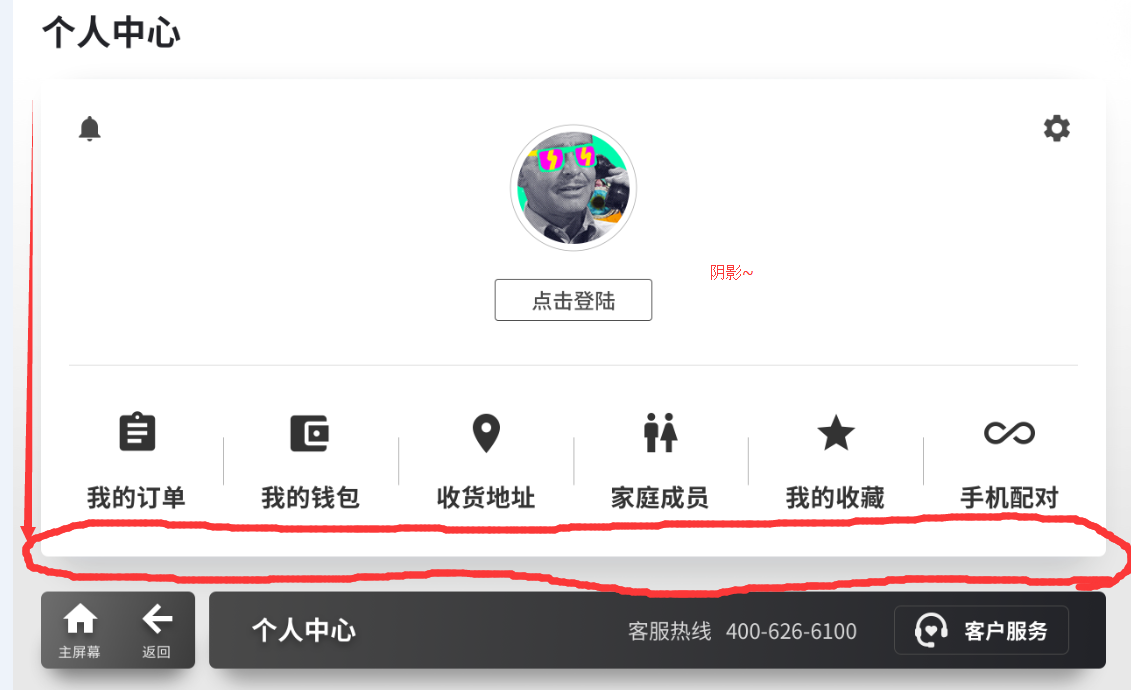 个人中心
阴影~
点击登陆
我的订单 我的钱包 收货地址 家庭成员 我的收藏 手机配对
主屏幕 返回 个人中心 客服热线 400-626-6100 客户服务